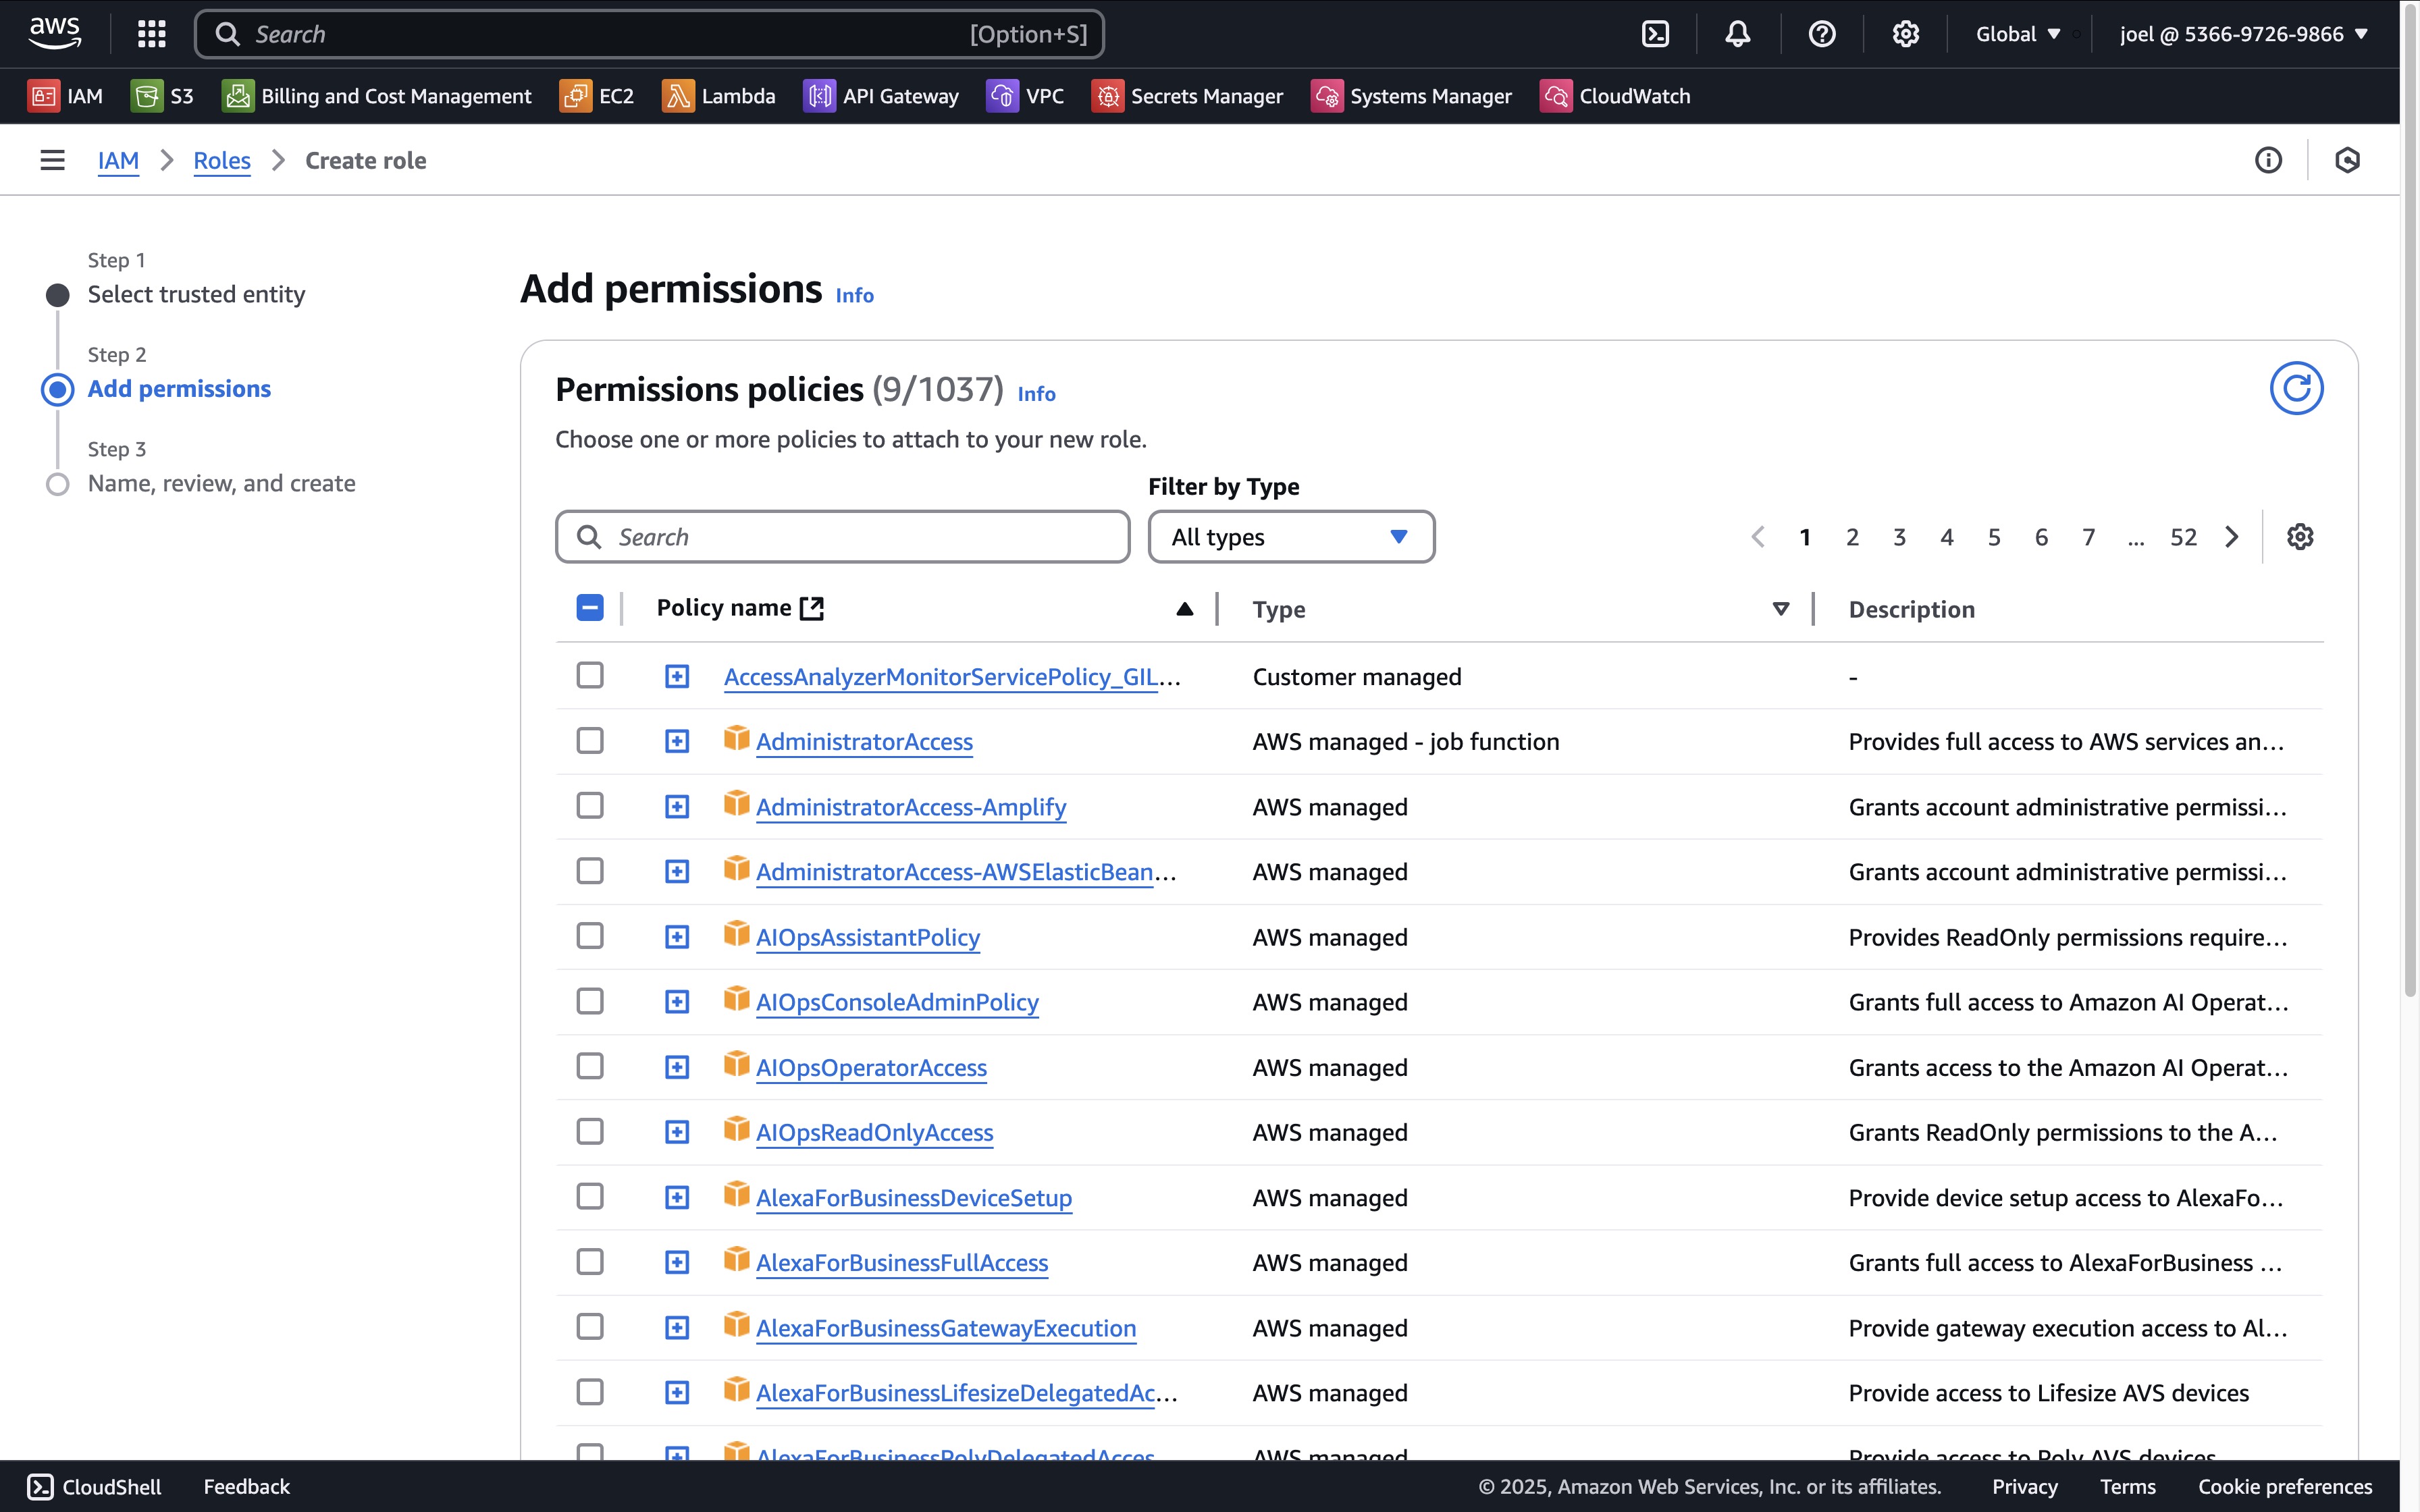 aws
Search [Option+S] Global joel @ 5366-9726-9866
IAM S3 Billing and Cost Management EC2 Lambda API Gateway VPC Secrets Manager Systems Manager CloudWatch
IAM Roles Create role
Step 1
Select trusted entity
Step 2
Add permissions
Step 3
Name, review, and create
Add permissions Info
Permissions policies (9/1037) Info
Choose one or more policies to attach to your new role.
Filter by Type
Search All types 1 2 3 4 5 6 7 ... 52
Policy name Type Description
AccessAnalyzerMonitorServicePolicy_GIL... Customer managed -
AdministratorAccess AWS managed - job function Provides full access to AWS services an...
AdministratorAccess-Amplify AWS managed Grants account administrative permissi...
AdministratorAccess-AWSElasticBean... AWS managed Grants account administrative permissi...
AIOpsAssistantPolicy AWS managed Provides ReadOnly permissions require...
AIOpsConsoleAdminPolicy AWS managed Grants full access to Amazon AI Operat...
AIOpsOperatorAccess AWS managed Grants access to the Amazon AI Operat...
AIOpsReadOnlyAccess AWS managed Grants ReadOnly permissions to the A...
AlexaForBusinessDeviceSetup AWS managed Provide device setup access to AlexaFo...
AlexaForBusinessFullAccess AWS managed Grants full access to AlexaForBusiness ...
AlexaForBusinessGatewayExecution AWS managed Provide gateway execution access to Al...
AlexaForBusinessLifesizeDelegatedAc... AWS managed Provide access to Lifesize AVS devices
AlexaForBusinessPolyDelegatedAcces AWS managed Provide access to Poly AVS devices
CloudShell Feedback © 2025, Amazon Web Services, Inc. or its affiliates. Privacy Terms Cookie preferences